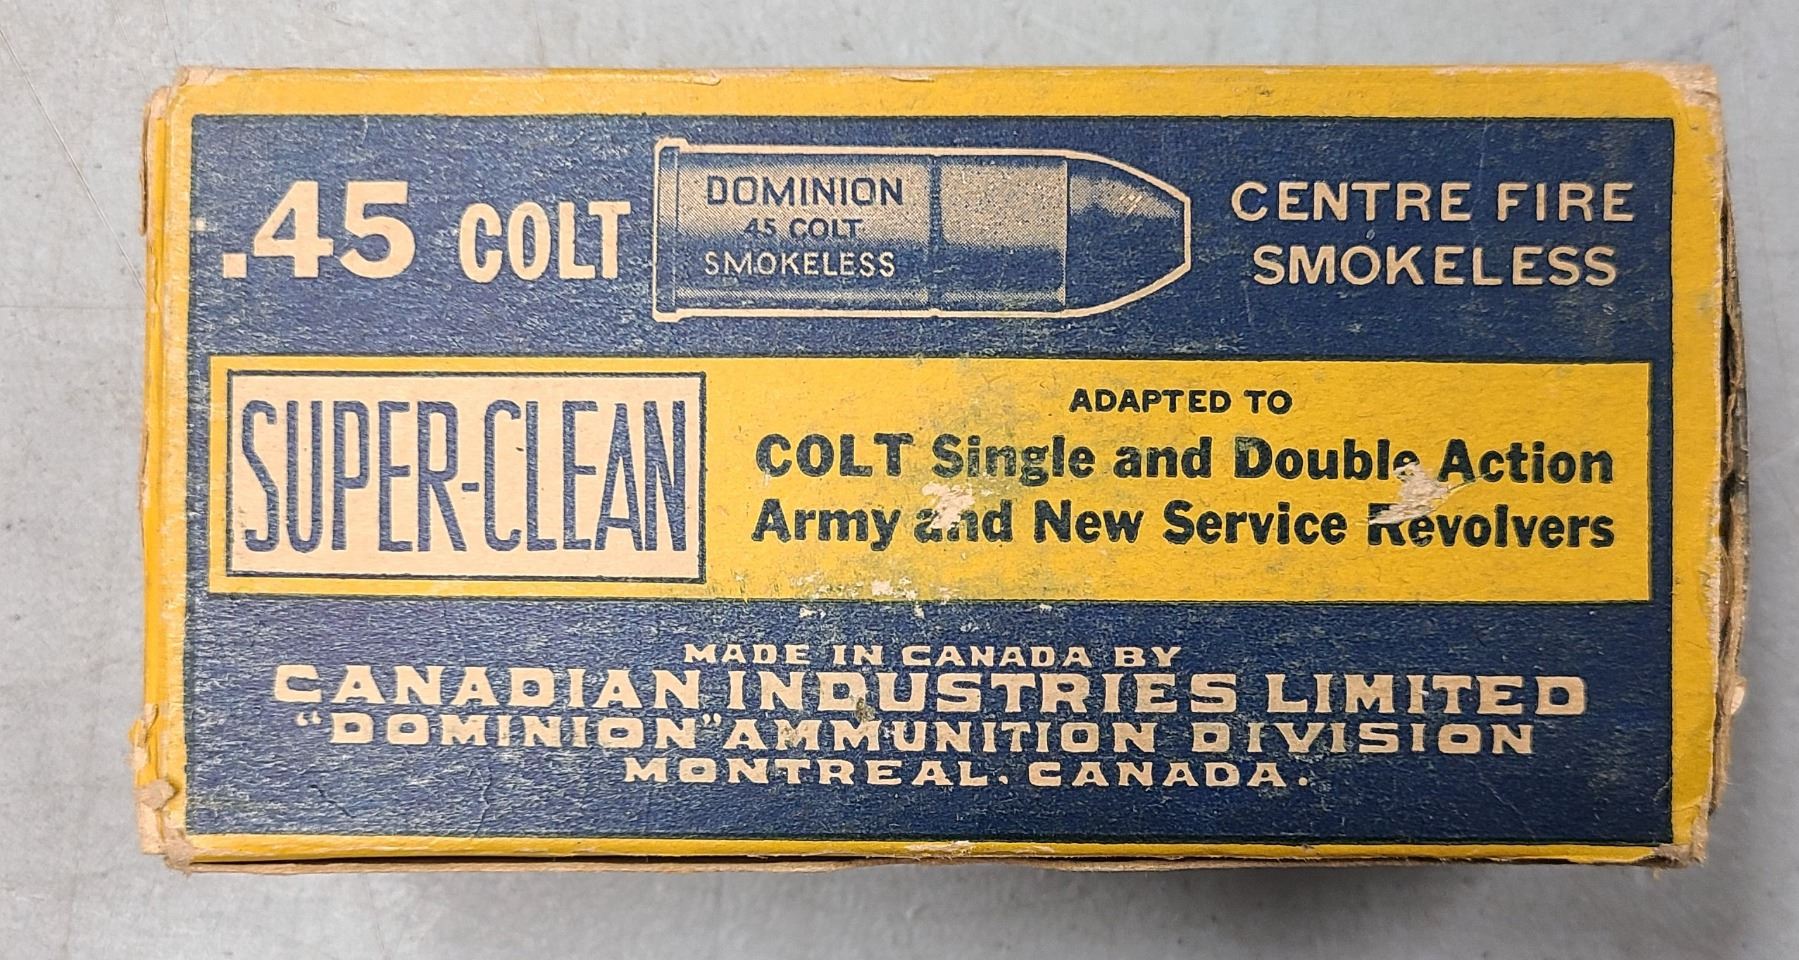 .45 COLT
DOMINION
45 COLT
SMOKELESS
CENTRE FIRE
SMOKELESS
SUPER-CLEAN
ADAPTED TO
COLT Single and Double Action
Army and New Service Revolvers
MADE IN CANADA BY
CANADIAN INDUSTRIES LIMITED
"DOMINION" AMMUNITION DIVISION
MONTREAL. CANADA.